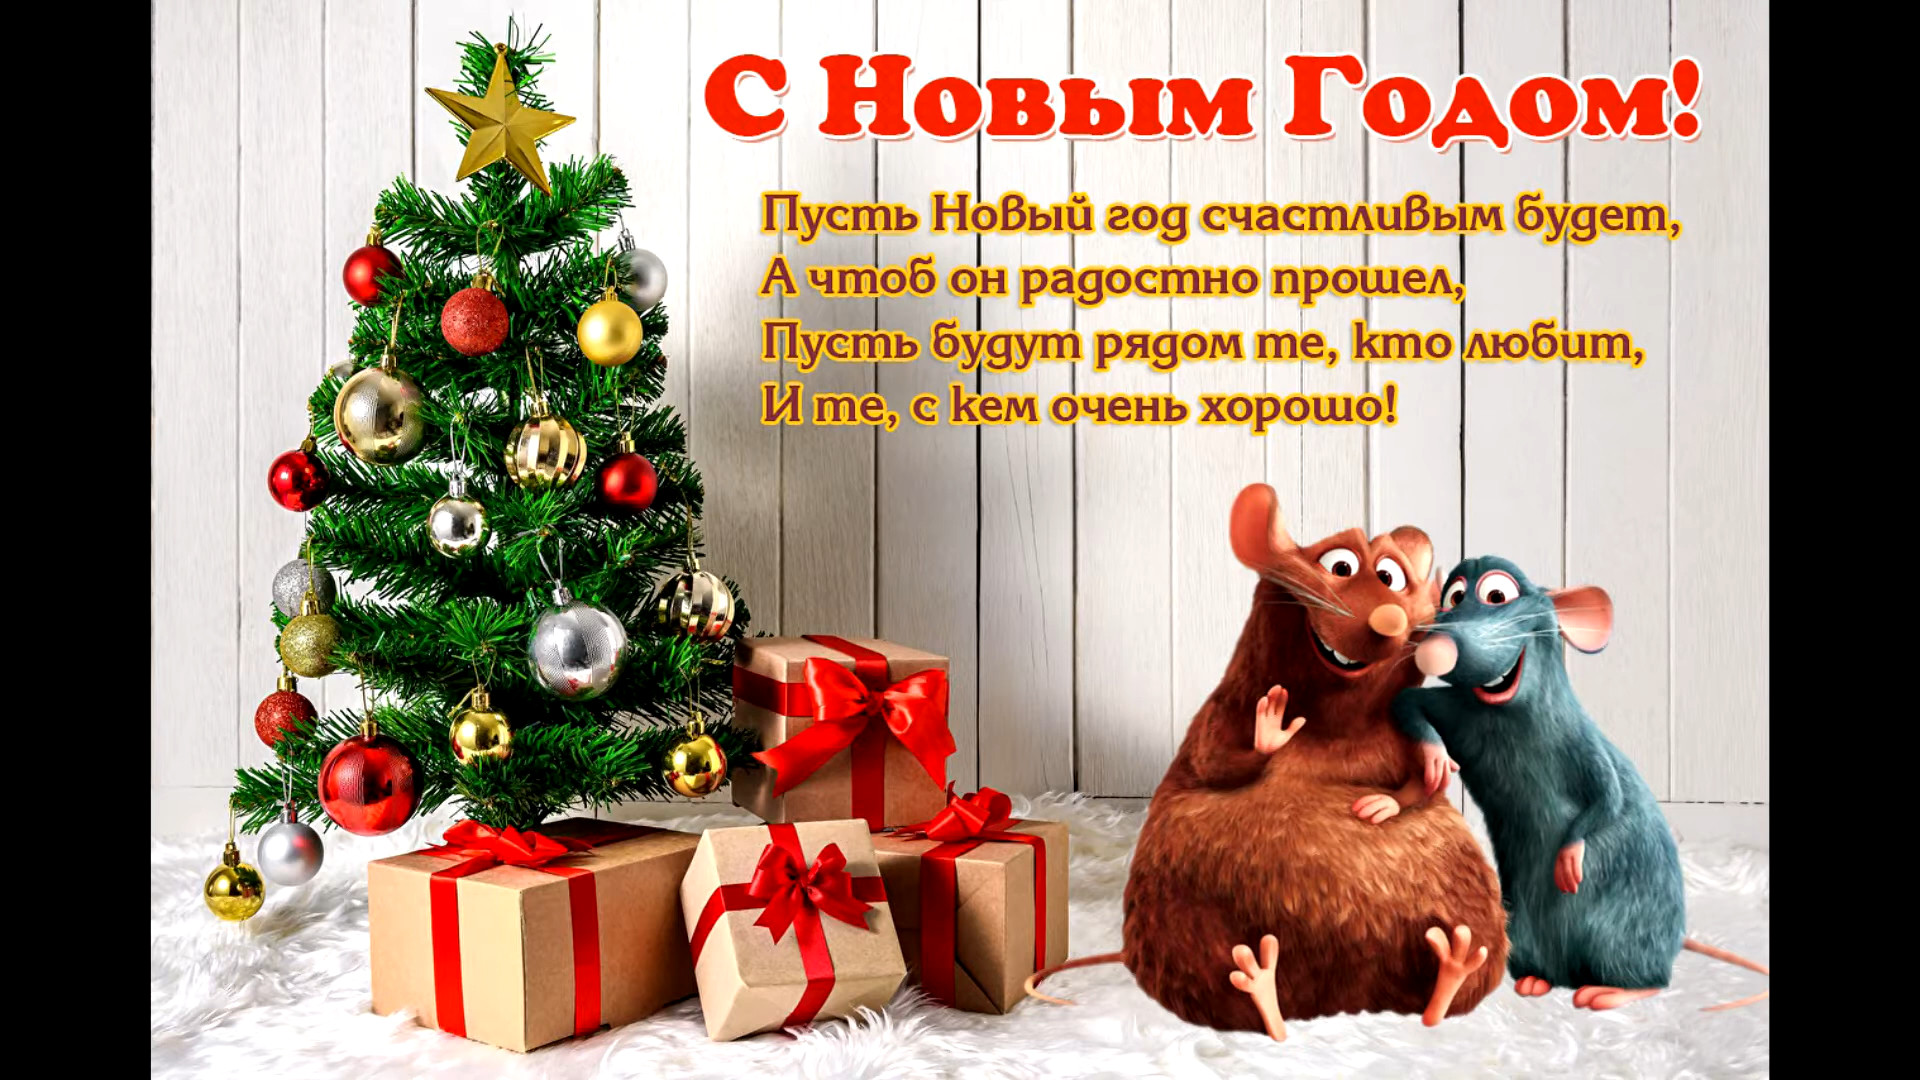 С Новым Годом!
Пусть Новый год счастливым будет,
А чтоб он радостно прошел,
Пусть будут рядом те, кто любит,
И те, с кем очень хорошо!